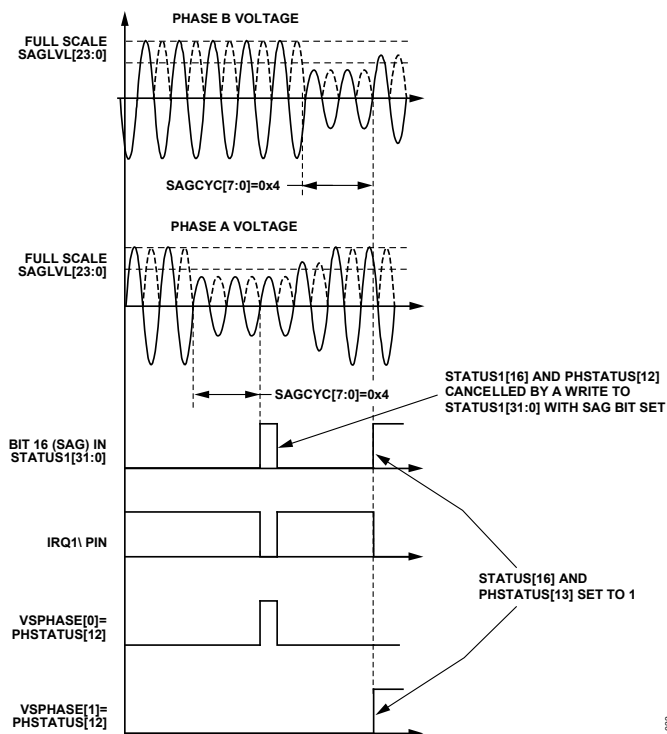 PHASE B VOLTAGE
FULL SCALE
SAGLVL[23:0]
SAGCYC[7:0]=0x4
PHASE A VOLTAGE
FULL SCALE
SAGLVL[23:0]
SAGCYC[7:0]=0x4
STATUS1[16] AND PHSTATUS[12]
CANCELLED BY A WRITE TO
STATUS1[31:0] WITH SAG BIT SET
BIT 16 (SAG) IN
STATUS1[31:0]
IRQ1\ PIN
STATUS[16] AND
PHSTATUS[13] SET TO 1
VSPHASE[0]=
PHSTATUS[12]
VSPHASE[1]=
PHSTATUS[12]